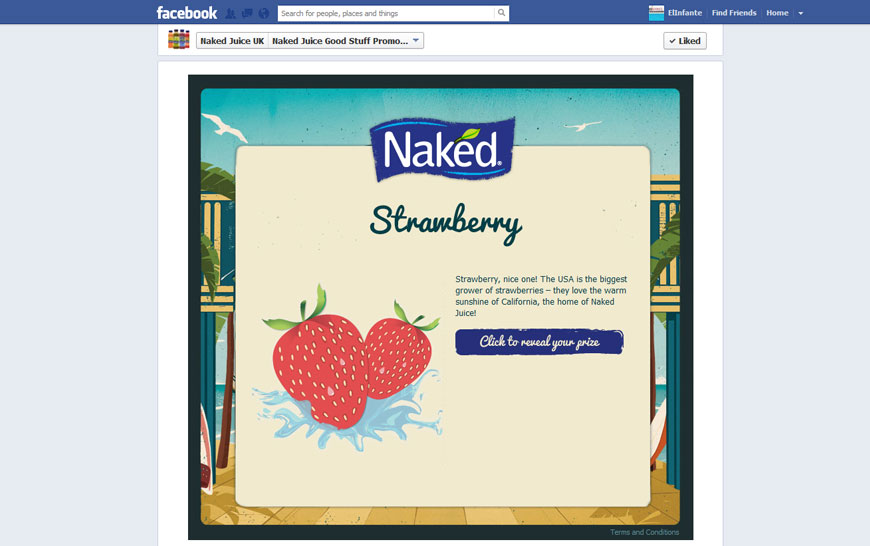 facebook
Search for people, places and things
ElInfante
Find Friends
Home
Naked Juice UK
Naked Juice Good Stuff Promo...
Liked
Naked®
Strawberry
Strawberry, nice one! The USA is the biggest
grower of strawberries – they love the warm
sunshine of California, the home of Naked
Juice!
Click to reveal your prize
Terms and Conditions